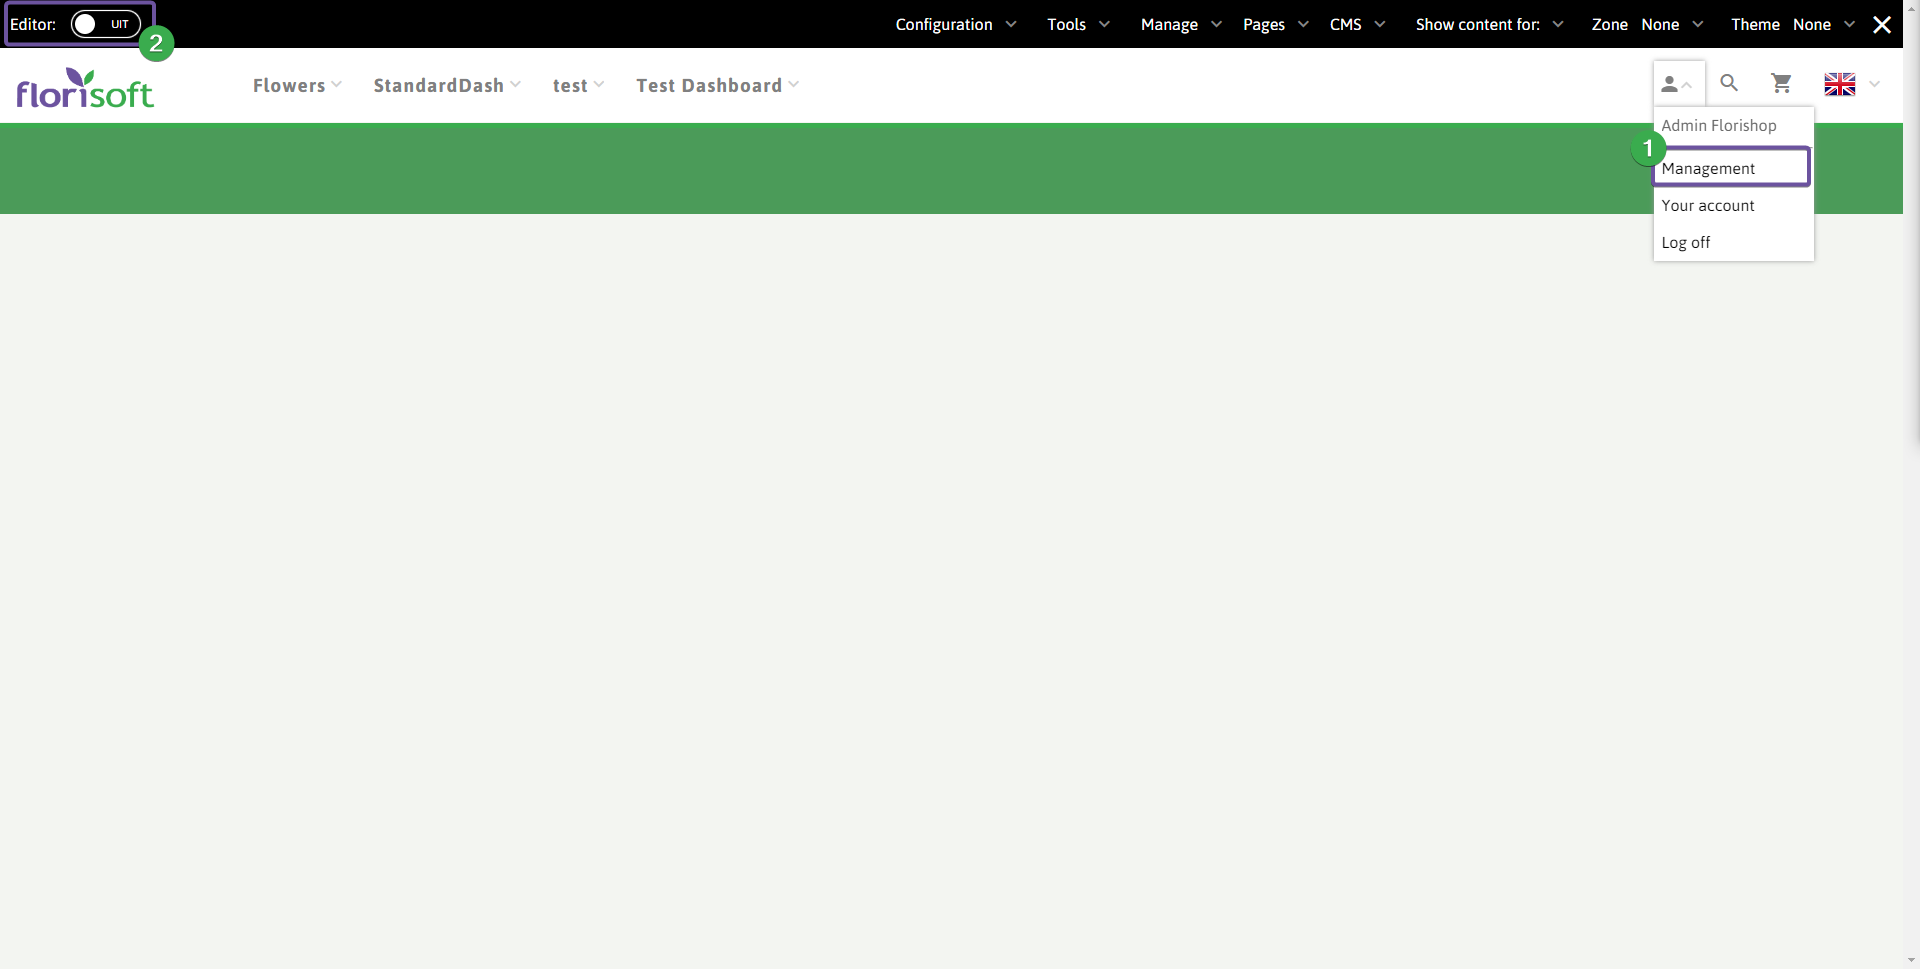 Editor: UIT Configuration Tools Manage Pages CMS Show content for: Zone None Theme None
2
florisoft Flowers StandardDash test Test Dashboard
Admin Florishop
1
Management
Your account
Log off